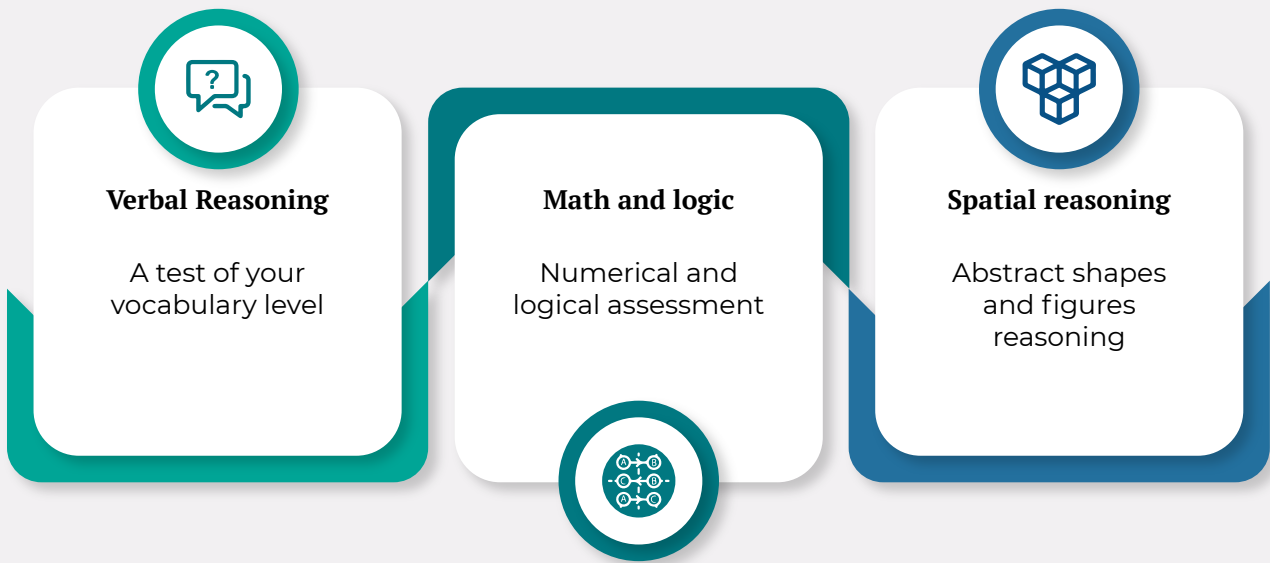 ?
Verbal Reasoning
A test of your
vocabulary level
Math and logic
Numerical and
logical assessment
A B
C B
A C
Spatial reasoning
Abstract shapes
and figures
reasoning